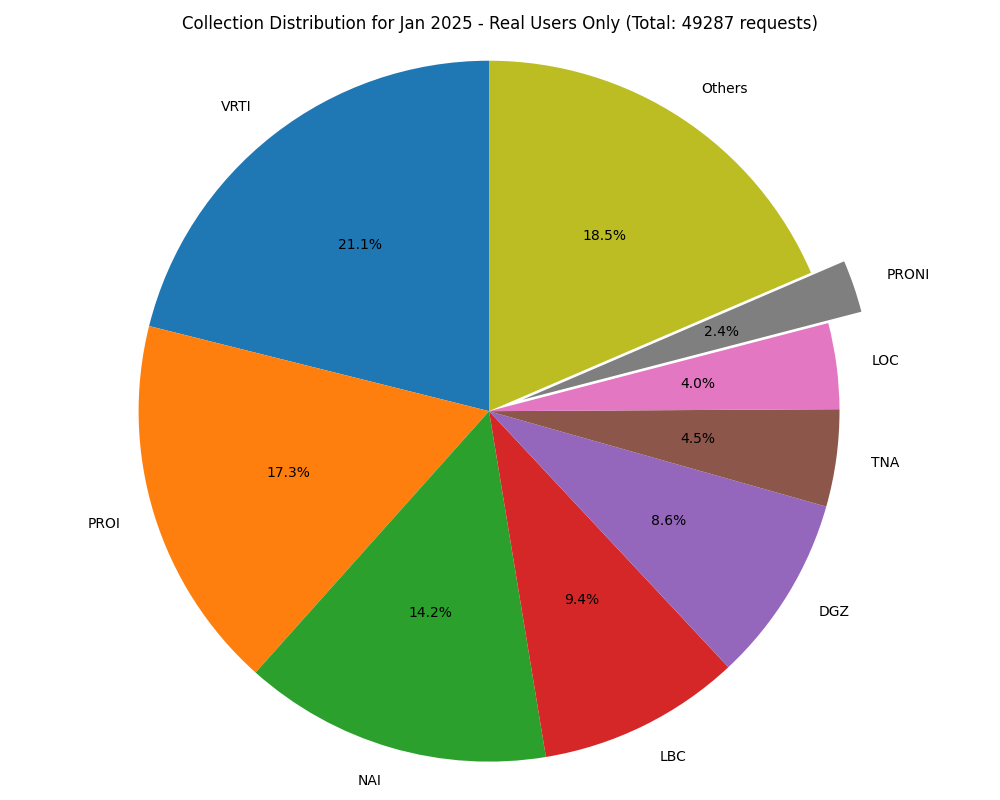 Collection Distribution for Jan 2025 - Real Users Only (Total: 49287 requests)
VRTI
21.1%
PROI
17.3%
NAI
14.2%
LBC
9.4%
DGZ
8.6%
TNA
4.5%
LOC
4.0%
PRONI
2.4%
Others
18.5%